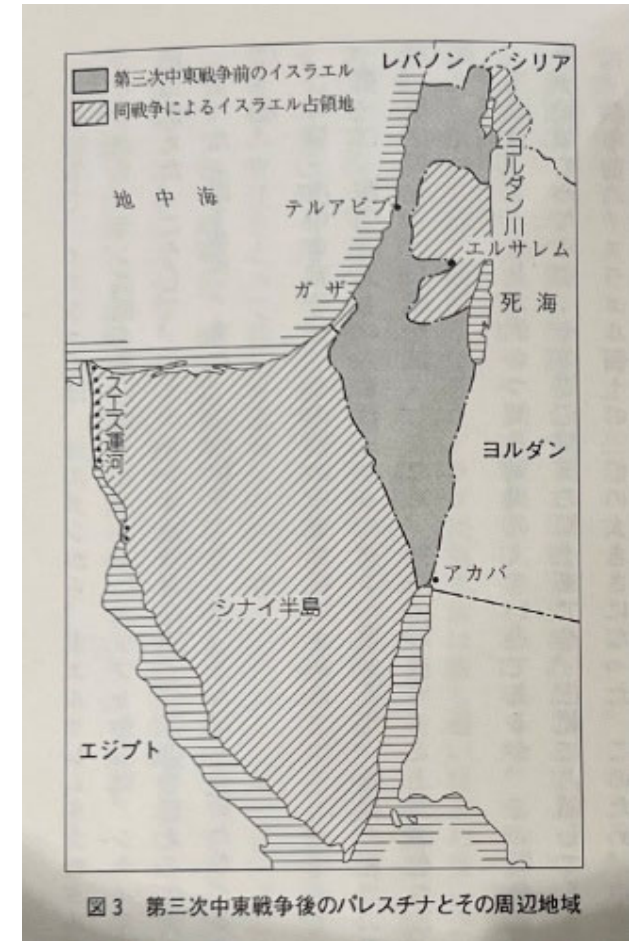 第三次中東戦争前のイスラエル
同戦争によるイスラエル占領地
レバノン
シリア
地中海
テルアビブ
ヨルダン川
エルサレム
ガザ
死海
スエズ運河
ヨルダン
アカバ
シナイ半島
エジプト
図3 第三次中東戦争後のパレスチナとその周辺地域